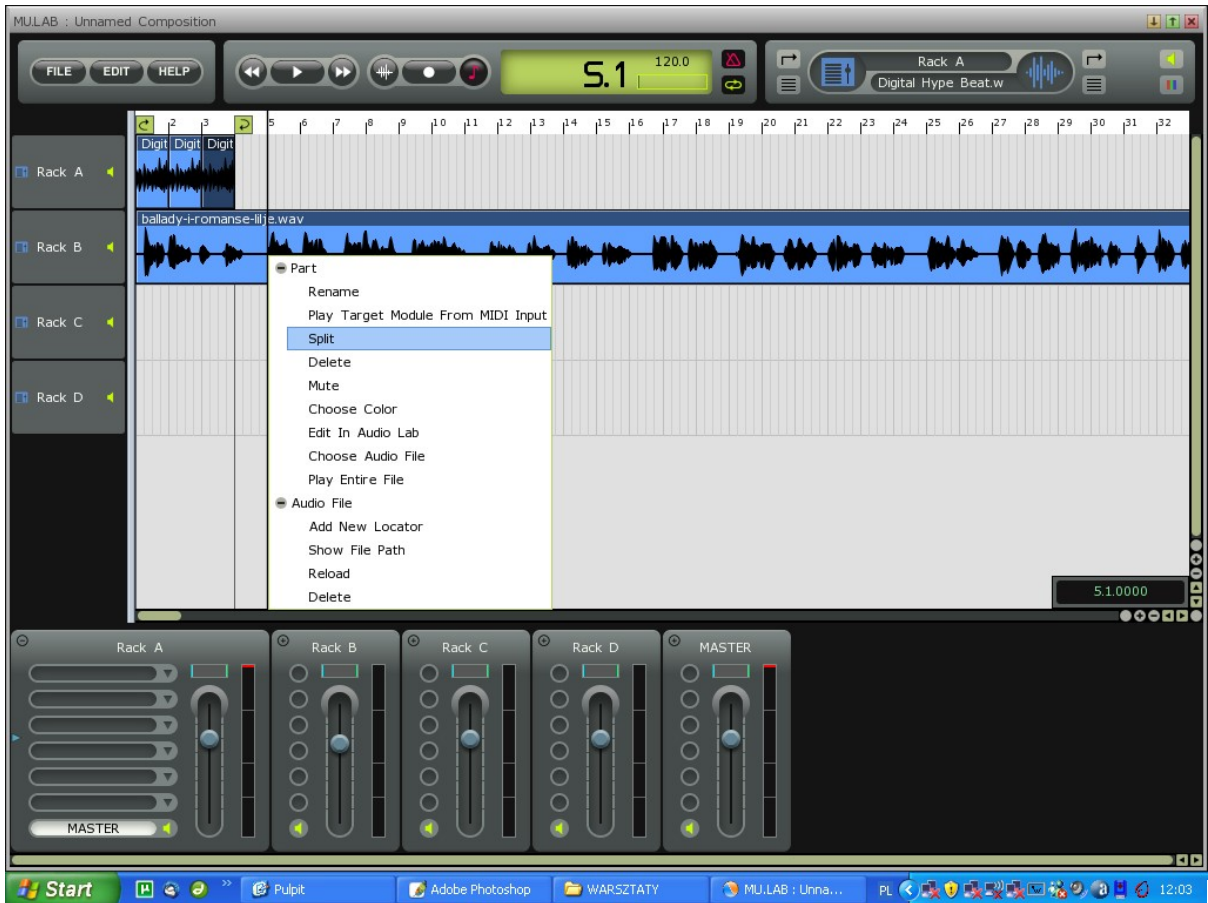 MU.LAB : Unnamed Composition
FILE EDIT HELP
5.1 120.0
Rack A
Digital Hype Beat.w
2 3 5 6 7 8 9 10 11 12 13 14 15 16 17 18 19 20 21 22 23 24 25 26 27 28 29 30 31 32
Digit Digit Digit
Rack A
ballady-i-romanse-lilje.wav
Rack B
Part
Rename
Play Target Module From MIDI Input
Split
Rack C
Delete
Mute
Rack D
Choose Color
Edit In Audio Lab
Choose Audio File
Play Entire File
Audio File
Add New Locator
Show File Path
Reload
Delete
5.1.0000
Rack A Rack B Rack C Rack D MASTER
MASTER
Start Pulpit Adobe Photoshop WARSZTATY MU.LAB : Unna... PL 12:03